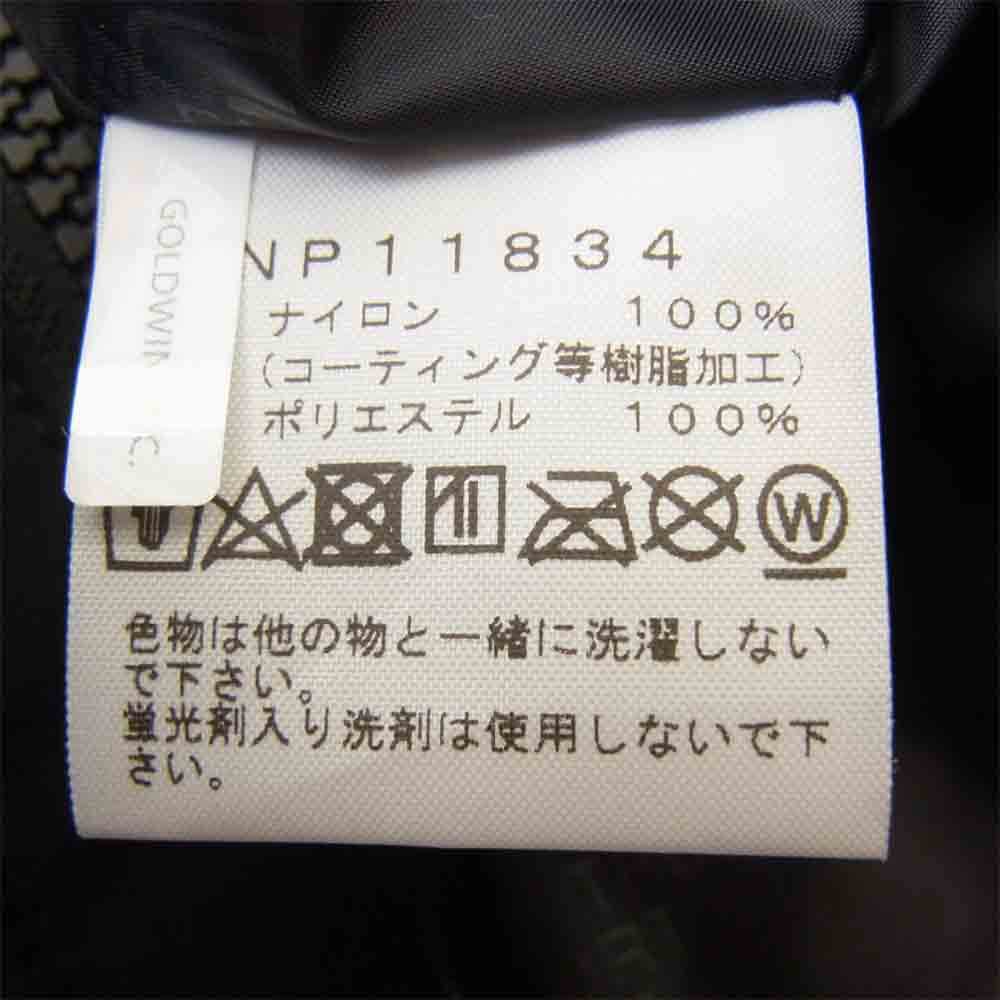 GOLDWIN
C.
NP11834
ナイロン 100%
(コーティング等樹脂加工)
ポリエステル 100%
W
色物は他の物と一緒に洗濯しない
で下さい。
蛍光剤入り洗剤は使用しないで下
さい。